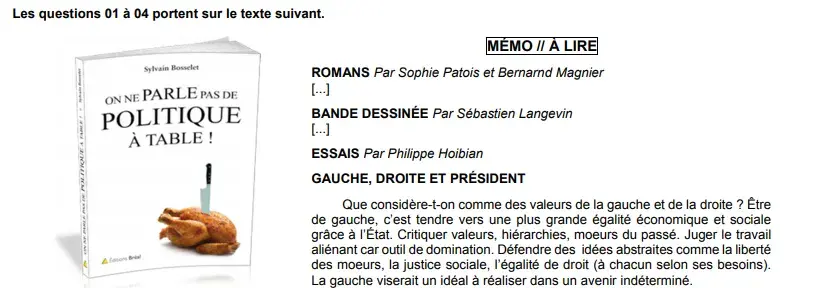 Les questions 01 à 04 portent sur le texte suivant.
Sylvain Bosselet
ON NE PARLE PAS DE
POLITIQUE
À TABLE !
Éditions Bréal
ON NE PARLE PAS DE POLITIQUE À TABLE ! Sylvain Bosselet
MÉMO // À LIRE
ROMANS Par Sophie Patois et Bernarnd Magnier
[...]
BANDE DESSINÉE Par Sébastien Langevin
[...]
ESSAIS Par Philippe Hoibian
GAUCHE, DROITE ET PRÉSIDENT
Que considère-t-on comme des valeurs de la gauche et de la droite ? Être
de gauche, c’est tendre vers une plus grande égalité économique et sociale
grâce à l’État. Critiquer valeurs, hiérarchies, moeurs du passé. Juger le travail
aliénant car outil de domination. Défendre des idées abstraites comme la liberté
des moeurs, la justice sociale, l’égalité de droit (à chacun selon ses besoins).
La gauche viserait un idéal à réaliser dans un avenir indéterminé.